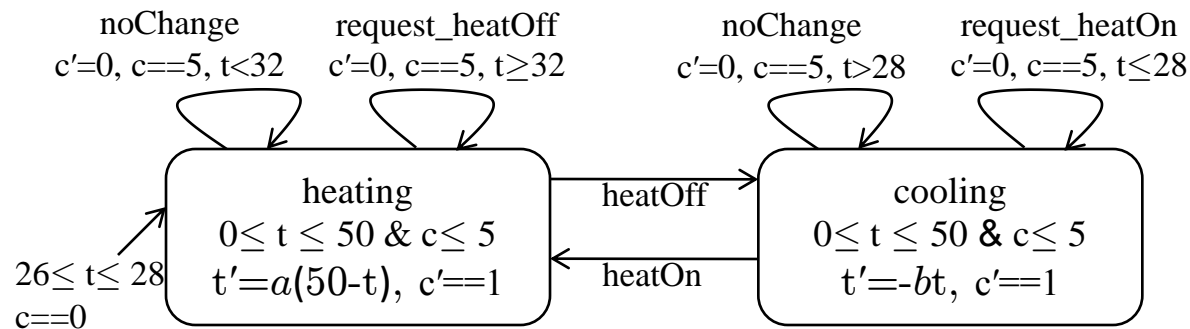 noChange
c′=0, c==5, t<32
request_heatOff
c′=0, c==5, t≥32
noChange
c′=0, c==5, t>28
request_heatOn
c′=0, c==5, t≤28
heating
0≤ t ≤ 50 & c≤ 5
t′=a(50-t), c′==1
heatOff
heatOn
cooling
0≤ t ≤ 50 & c≤ 5
t′=-bt, c′==1
26≤ t≤ 28
c==0